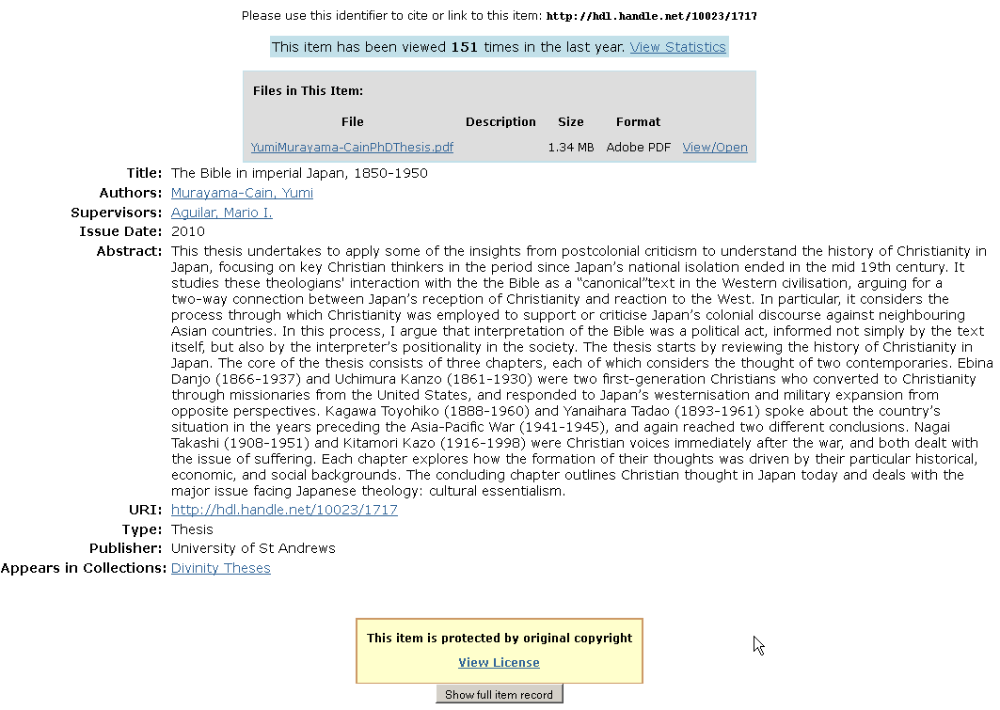 Please use this identifier to cite or link to this item: http://hdl.handle.net/10023/1717
This item has been viewed 151 times in the last year. View Statistics
Files in This Item:
File Description Size Format
YumiMurayama-CainPhDThesis.pdf 1.34 MB Adobe PDF View/Open
Title: The Bible in imperial Japan, 1850-1950
Authors: Murayama-Cain, Yumi
Supervisors: Aguilar, Mario I.
Issue Date: 2010
Abstract: This thesis undertakes to apply some of the insights from postcolonial criticism to understand the history of Christianity in
Japan, focusing on key Christian thinkers in the period since Japan's national isolation ended in the mid 19th century. It
studies these theologians' interaction with the the Bible as a “canonical”text in the Western civilisation, arguing for a
two-way connection between Japan's reception of Christianity and reaction to the West. In particular, it considers the
process through which Christianity was employed to support or criticise Japan's colonial discourse against neighbouring
Asian countries. In this process, I argue that interpretation of the Bible was a political act, informed not simply by the text
itself, but also by the interpreter's positionality in the society. The thesis starts by reviewing the history of Christianity in
Japan. The core of the thesis consists of three chapters, each of which considers the thought of two contemporaries. Ebina
Danjo (1866-1937) and Uchimura Kanzo (1861-1930) were two first-generation Christians who converted to Christianity
through missionaries from the United States, and responded to Japan's westernisation and military expansion from
opposite perspectives. Kagawa Toyohiko (1888-1960) and Yanaihara Tadao (1893-1961) spoke about the country's
situation in the years preceding the Asia-Pacific War (1941-1945), and again reached two different conclusions. Nagai
Takashi (1908-1951) and Kitamori Kazo (1916-1998) were Christian voices immediately after the war, and both dealt with
the issue of suffering. Each chapter explores how the formation of their thoughts was driven by their particular historical,
economic, and social backgrounds. The concluding chapter outlines Christian thought in Japan today and deals with the
major issue facing Japanese theology: cultural essentialism.
URI: http://hdl.handle.net/10023/1717
Type: Thesis
Publisher: University of St Andrews
Appears in Collections: Divinity Theses
This item is protected by original copyright
View License
Show full item record